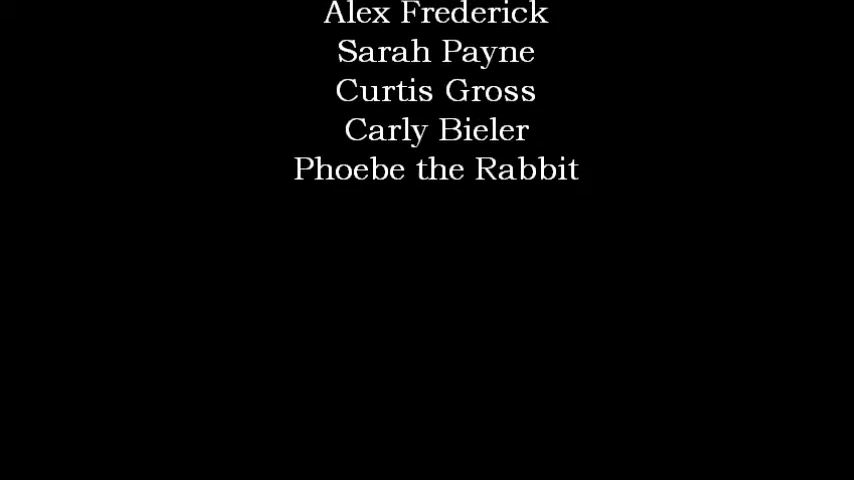 Alex Frederick
Sarah Payne
Curtis Gross
Carly Bieler
Phoebe the Rabbit